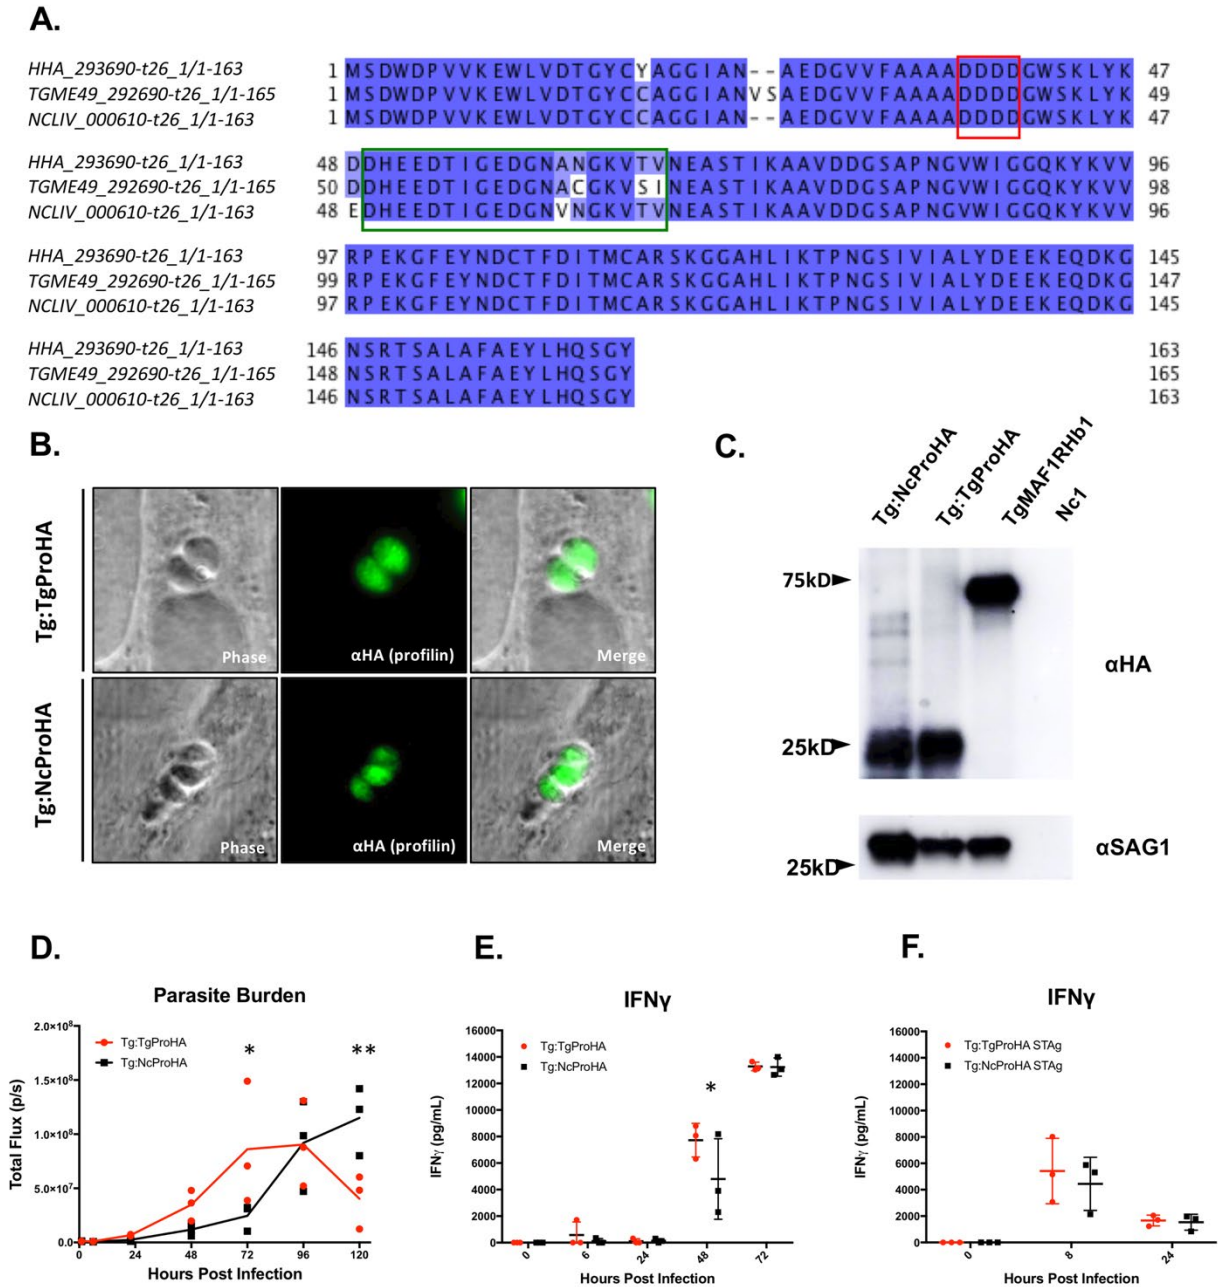 A.
HHA_293690-t26_1/1-163 1 MSDWDPVVKEWLVDTGYCYAGGIAN--AEDGVVFAAAADDDDGWSKLYK 47
TGME49_292690-t26_1/1-165 1 MSDWDPVVKEWLVDTGYCCAGGIANVSAEDGVVFAAAADDDDGWSKLYK 49
NCLIV_000610-t26_1/1-163 1 MSDWDPVVKEWLVDTGYCCAGGIAN--AEDGVVFAAAADDDDGWSKLYK 47
HHA_293690-t26_1/1-163 48 DDHEEDTIGEDGNANGKVTVNEASTIKAAVDDGSAPNGVWIGGQKYKVV 96
TGME49_292690-t26_1/1-165 50 DDHEEDTIGEDGNACGKVSINEASTIKAAVDDGSAPNGVWIGGQKYKVV 98
NCLIV_000610-t26_1/1-163 48 EDHEEDTIGEDGNVNGKVTVNEASTIKAAVDDGSAPNGVWIGGQKYKVV 96
HHA_293690-t26_1/1-163 97 RPEKGFEYNDCTFDITMCARSKGGAHLIKTPNGSIVIALYDEEKEQDKG 145
TGME49_292690-t26_1/1-165 99 RPEKGFEYNDCTFDITMCARSKGGAHLIKTPNGSIVIALYDEEKEQDKG 147
NCLIV_000610-t26_1/1-163 97 RPEKGFEYNDCTFDITMCARSKGGAHLIKTPNGSIVIALYDEEKEQDKG 145
HHA_293690-t26_1/1-163 146 NSRTSALAFAEYLHQSGY 163
TGME49_292690-t26_1/1-165 148 NSRTSALAFAEYLHQSGY 165
NCLIV_000610-t26_1/1-163 146 NSRTSALAFAEYLHQSGY 163
B.
Tg:TgProHA
Phase
αHA (profilin)
Merge
Tg:NcProHA
Phase
αHA (profilin)
Merge
C.
Tg:NcProHA
Tg:TgProHA
TgMAF1RHb1
Nc1
75kD
25kD
αHA
25kD
αSAG1
D.
Parasite Burden
Total Flux (p/s)
2.0×10⁸
1.5×10⁸
1.0×10⁸
5.0×10⁷
0.0
Tg:TgProHA
Tg:NcProHA
*
**
0 24 48 72 96 120
Hours Post Infection
E.
IFNγ
IFNγ (pg/mL)
16000
14000
12000
10000
8000
6000
4000
2000
0
Tg:TgProHA
Tg:NcProHA
*
0 6 24 48 72
Hours Post Infection
F.
IFNγ
IFNγ (pg/mL)
16000
14000
12000
10000
8000
6000
4000
2000
0
Tg:TgProHA STAg
Tg:NcProHA STAg
0 8 24
Hours Post Infection